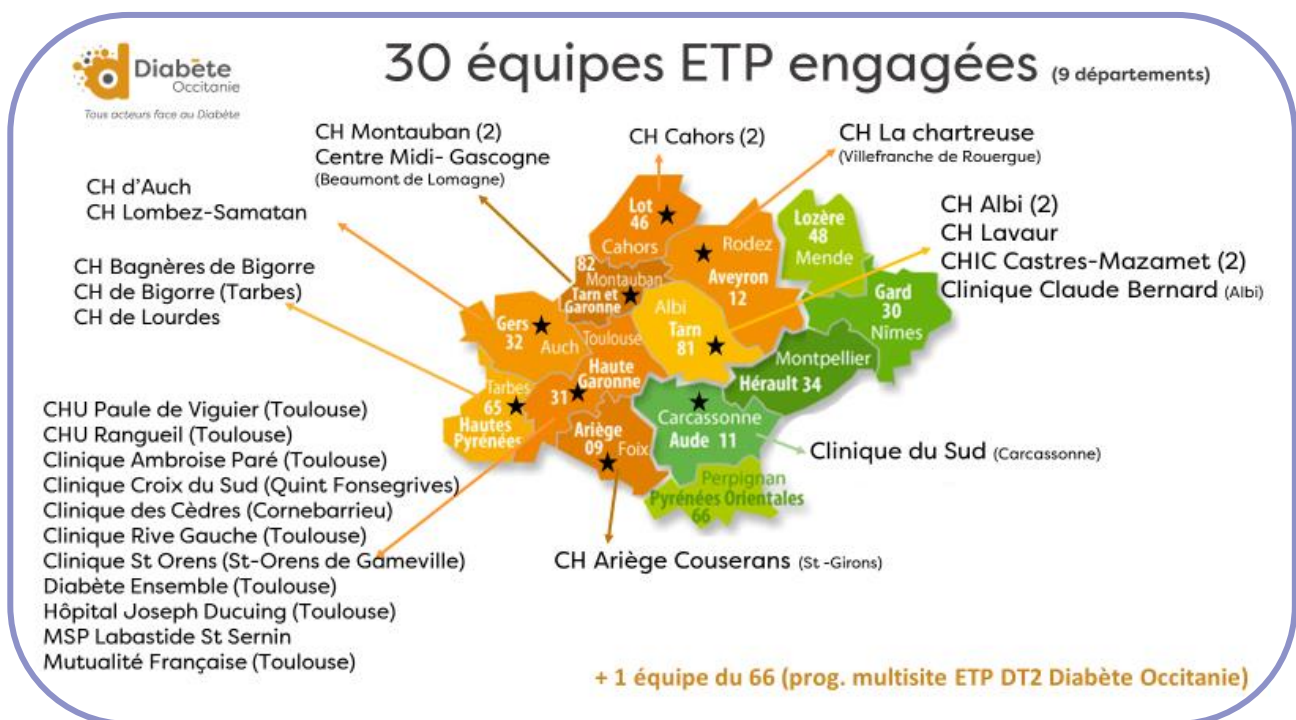 Diabète
Occitanie
Tous acteurs face au Diabète
30 équipes ETP engagées (9 départements)
CH Montauban (2)
Centre Midi- Gascogne
(Beaumont de Lomagne)
CH Cahors (2)
CH La chartreuse
(Villefranche de Rouergue)
CH d'Auch
CH Lombez-Samatan
CH Albi (2)
CH Lavaur
CHIC Castres-Mazamet (2)
Clinique Claude Bernard (Albi)
CH Bagnères de Bigorre
CH de Bigorre (Tarbes)
CH de Lourdes
Lot
46
Cahors
Rodez
Aveyron
12
Lozère
48
Mende
82
Montauban
Tarn et
Garonne
Gard
30
Nîmes
Albi
Tarn
81
Gers
32
Auch
Toulouse
Haute
Garonne
31
Montpellier
Hérault 34
Tarbes
65
Hautes
Pyrénées
Ariège
09
Foix
Carcassonne
Aude 11
Perpignan
Pyrénées Orientales
66
CHU Paule de Viguier (Toulouse)
CHU Rangueil (Toulouse)
Clinique Ambroise Paré (Toulouse)
Clinique Croix du Sud (Quint Fonsegrives)
Clinique des Cèdres (Cornebarrieu)
Clinique Rive Gauche (Toulouse)
Clinique St Orens (St-Orens de Gameville)
Diabète Ensemble (Toulouse)
Hôpital Joseph Ducuing (Toulouse)
MSP Labastide St Sernin
Mutualité Française (Toulouse)
Clinique du Sud (Carcassonne)
CH Ariège Couserans (St -Girons)
+ 1 équipe du 66 (prog. multisite ETP DT2 Diabète Occitanie)